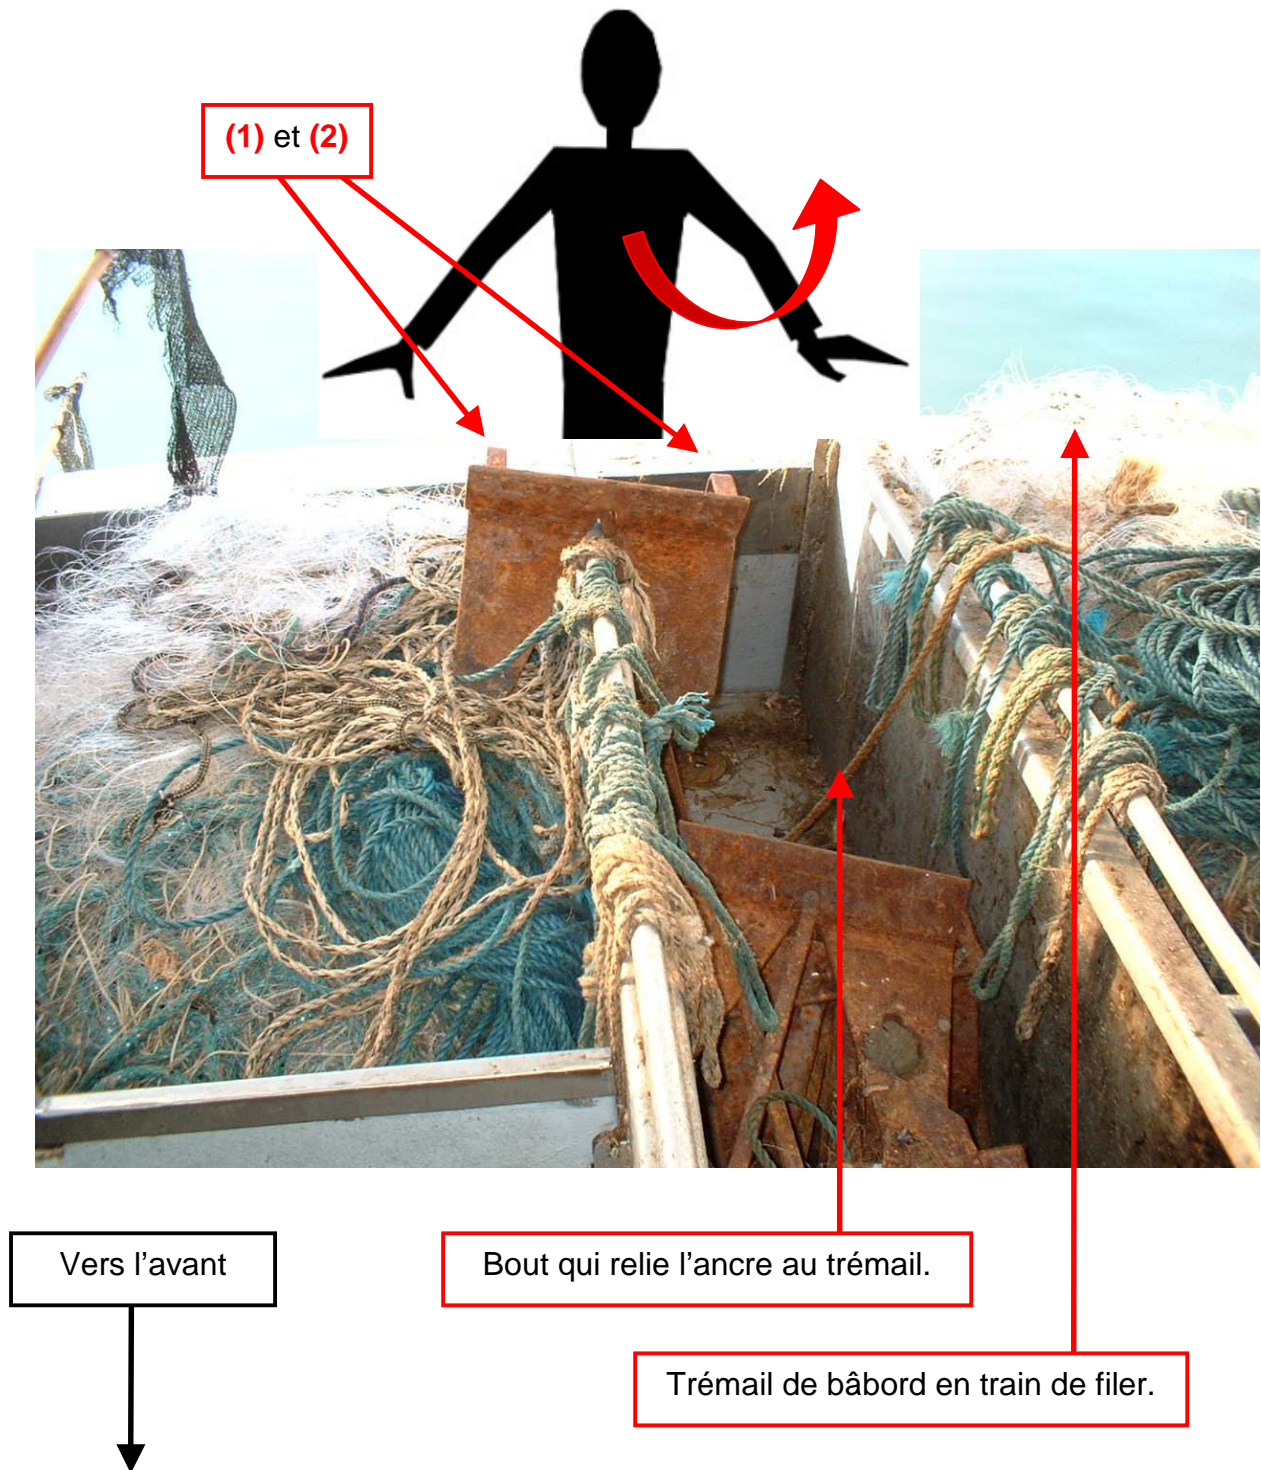 (1) et (2)
Vers l’avant
Bout qui relie l’ancre au trémail.
Trémail de bâbord en train de filer.